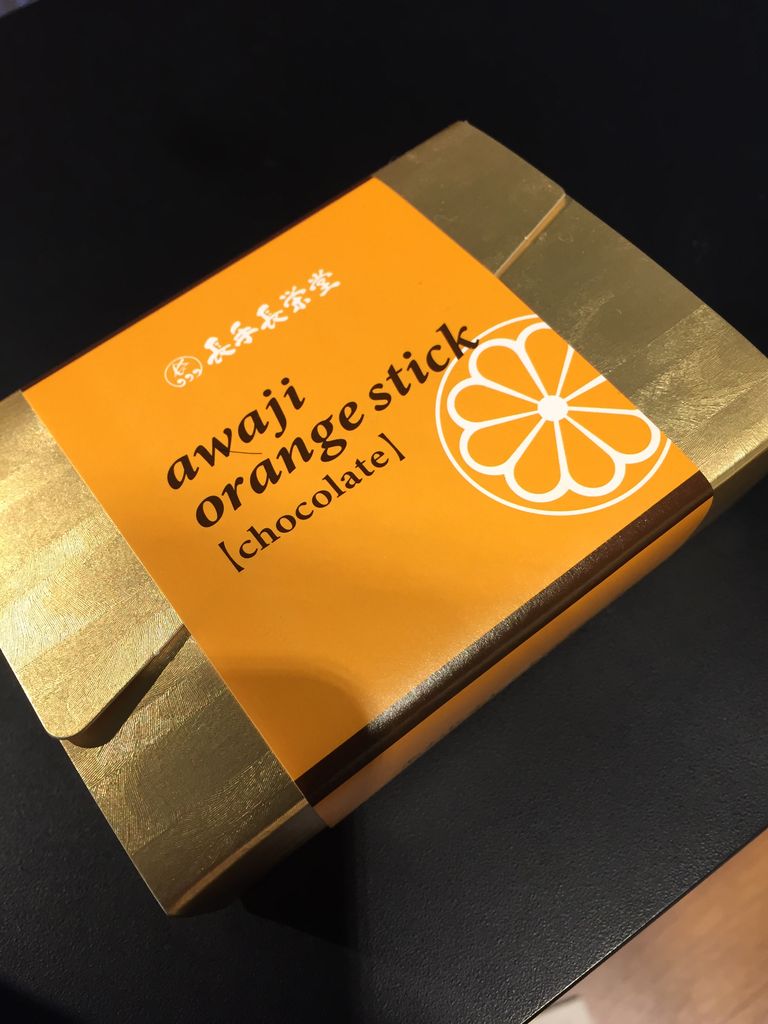 長手長栄堂
awaji
orange stick
[chocolate]